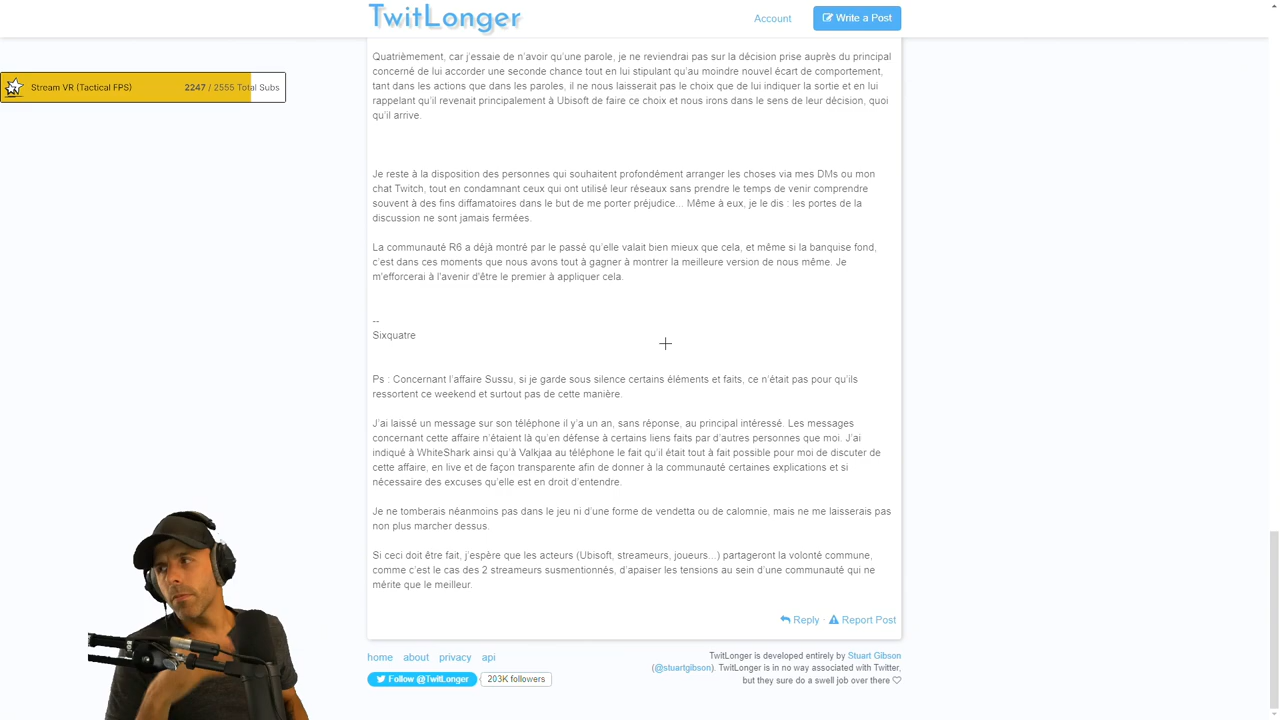 TwitLonger
Account
Write a Post
Quatrièmement, car j'essaie de n'avoir qu'une parole, je ne reviendrai pas sur la décision prise auprès du principal
concerné de lui accorder une seconde chance tout en lui stipulant qu'au moindre nouvel écart de comportement,
tant dans les actions que dans les paroles, il ne nous laisserait pas le choix que de lui indiquer la sortie et en lui
rappelant qu'il revenait principalement à Ubisoft de faire ce choix et nous irons dans le sens de leur décision, quoi
qu'il arrive.
Stream VR (Tactical FPS)
2247 / 2555 Total Subs
Je reste à la disposition des personnes qui souhaitent profondément arranger les choses via mes DMs ou mon
chat Twitch, tout en condamnant ceux qui ont utilisé leur réseaux sans prendre le temps de venir comprendre
souvent à des fins diffamatoires dans le but de me porter préjudice... Même à eux, je le dis : les portes de la
discussion ne sont jamais fermées.
La communauté R6 a déjà montré par le passé qu'elle valait bien mieux que cela, et même si la banquise fond,
c'est dans ces moments que nous avons tout à gagner à montrer la meilleure version de nous même. Je
m'efforcerai à l'avenir d'être le premier à appliquer cela.
--
Sixquatre
Ps : Concernant l'affaire Sussu, si je garde sous silence certains éléments et faits, ce n'était pas pour qu'ils
ressortent ce weekend et surtout pas de cette manière.
J'ai laissé un message sur son téléphone il y'a un an, sans réponse, au principal intéressé. Les messages
concernant cette affaire n'étaient là qu'en défense à certains liens faits par d'autres personnes que moi. J'ai
indiqué à WhiteShark ainsi qu'à Valkjaa au téléphone le fait qu'il était tout à fait possible pour moi de discuter de
cette affaire, en live et de façon transparente afin de donner à la communauté certaines explications et si
nécessaire des excuses qu'elle est en droit d'entendre.
Je ne tomberais néanmoins pas dans le jeu ni d'une forme de vendetta ou de calomnie, mais ne me laisserais pas
non plus marcher dessus.
Si ceci doit être fait, j'espère que les acteurs (Ubisoft, streameurs, joueurs...) partageront la volonté commune,
comme c'est le cas des 2 streameurs susmentionnés, d'apaiser les tensions au sein d'une communauté qui ne
mérite que le meilleur.
Reply · Report Post
home about privacy api
Follow @TwitLonger 203K followers
TwitLonger is developed entirely by Stuart Gibson
(@stuartgibson). TwitLonger is in no way associated with Twitter,
but they sure do a swell job over there